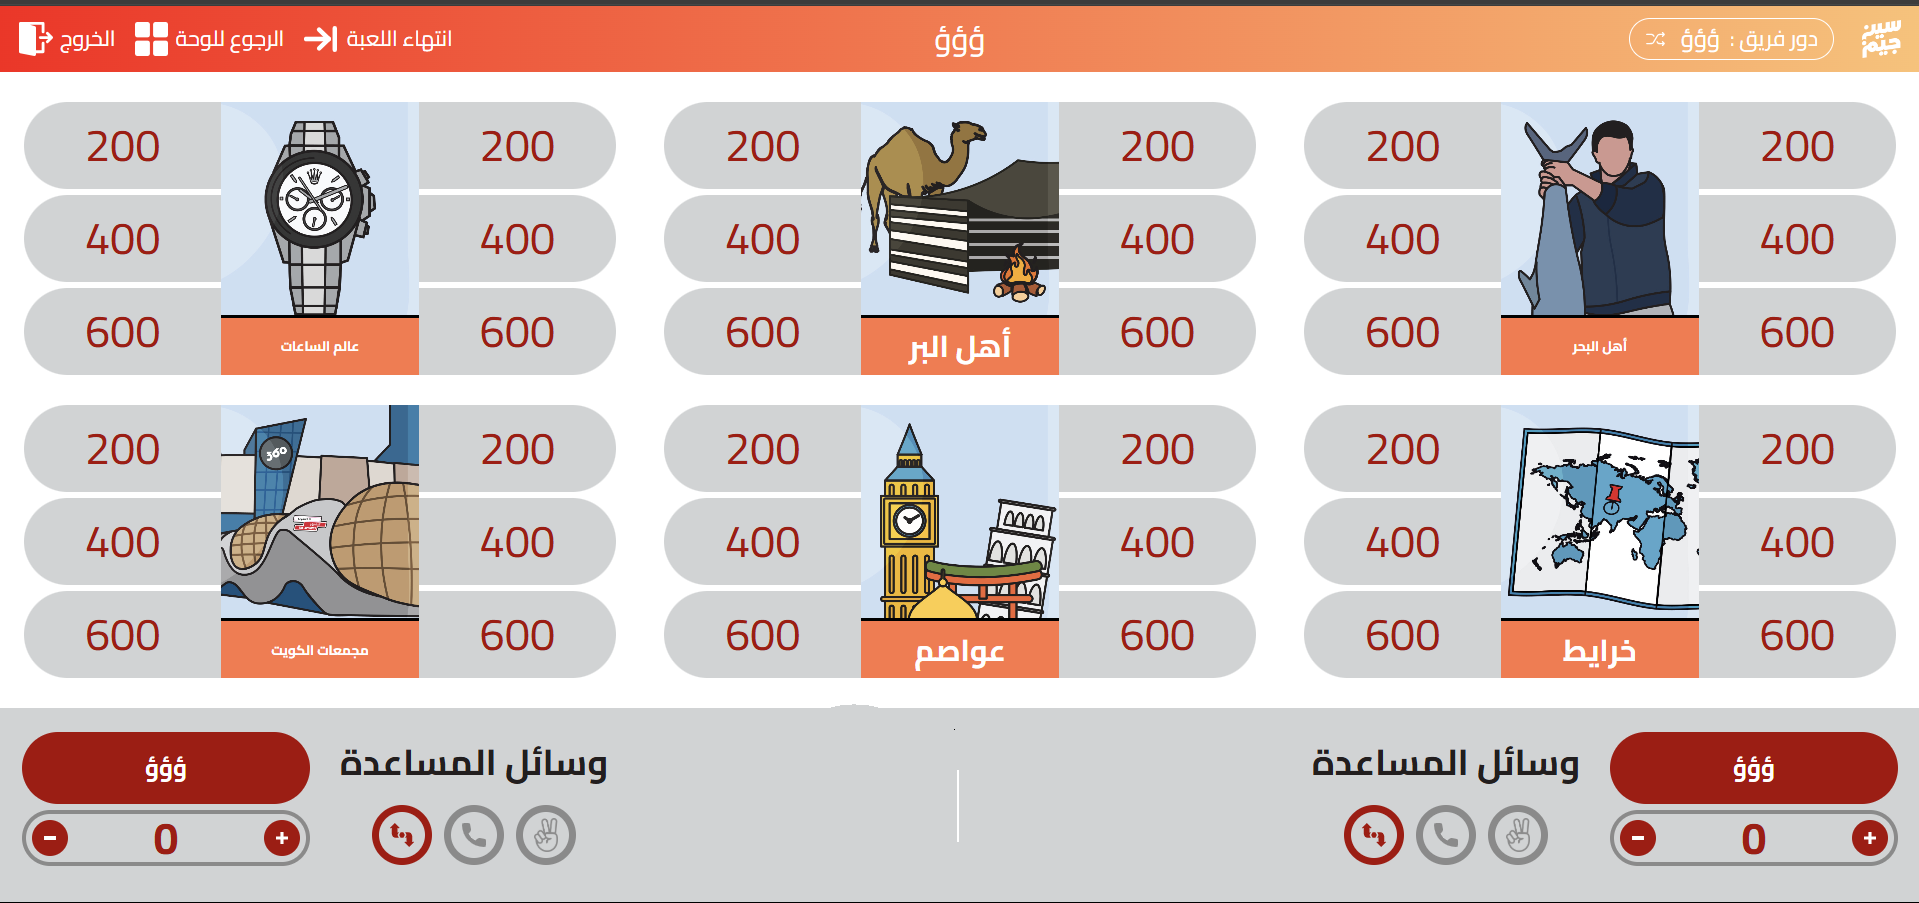 سين جيم
دور فريق : ؤؤؤ
ؤؤؤ
انتهاء اللعبة
الرجوع للوحة
الخروج
200
200
400
400
600
600
أهل البحر
200
200
400
400
600
600
أهل البر
200
200
400
400
600
600
عالم الساعات
200
200
400
400
600
600
خرايط
200
200
400
400
600
600
عواصم
360
200
200
400
400
600
600
مجمعات الكويت
ؤؤؤ
+ 0 -
وسائل المساعدة
وسائل المساعدة
ؤؤؤ
+ 0 -